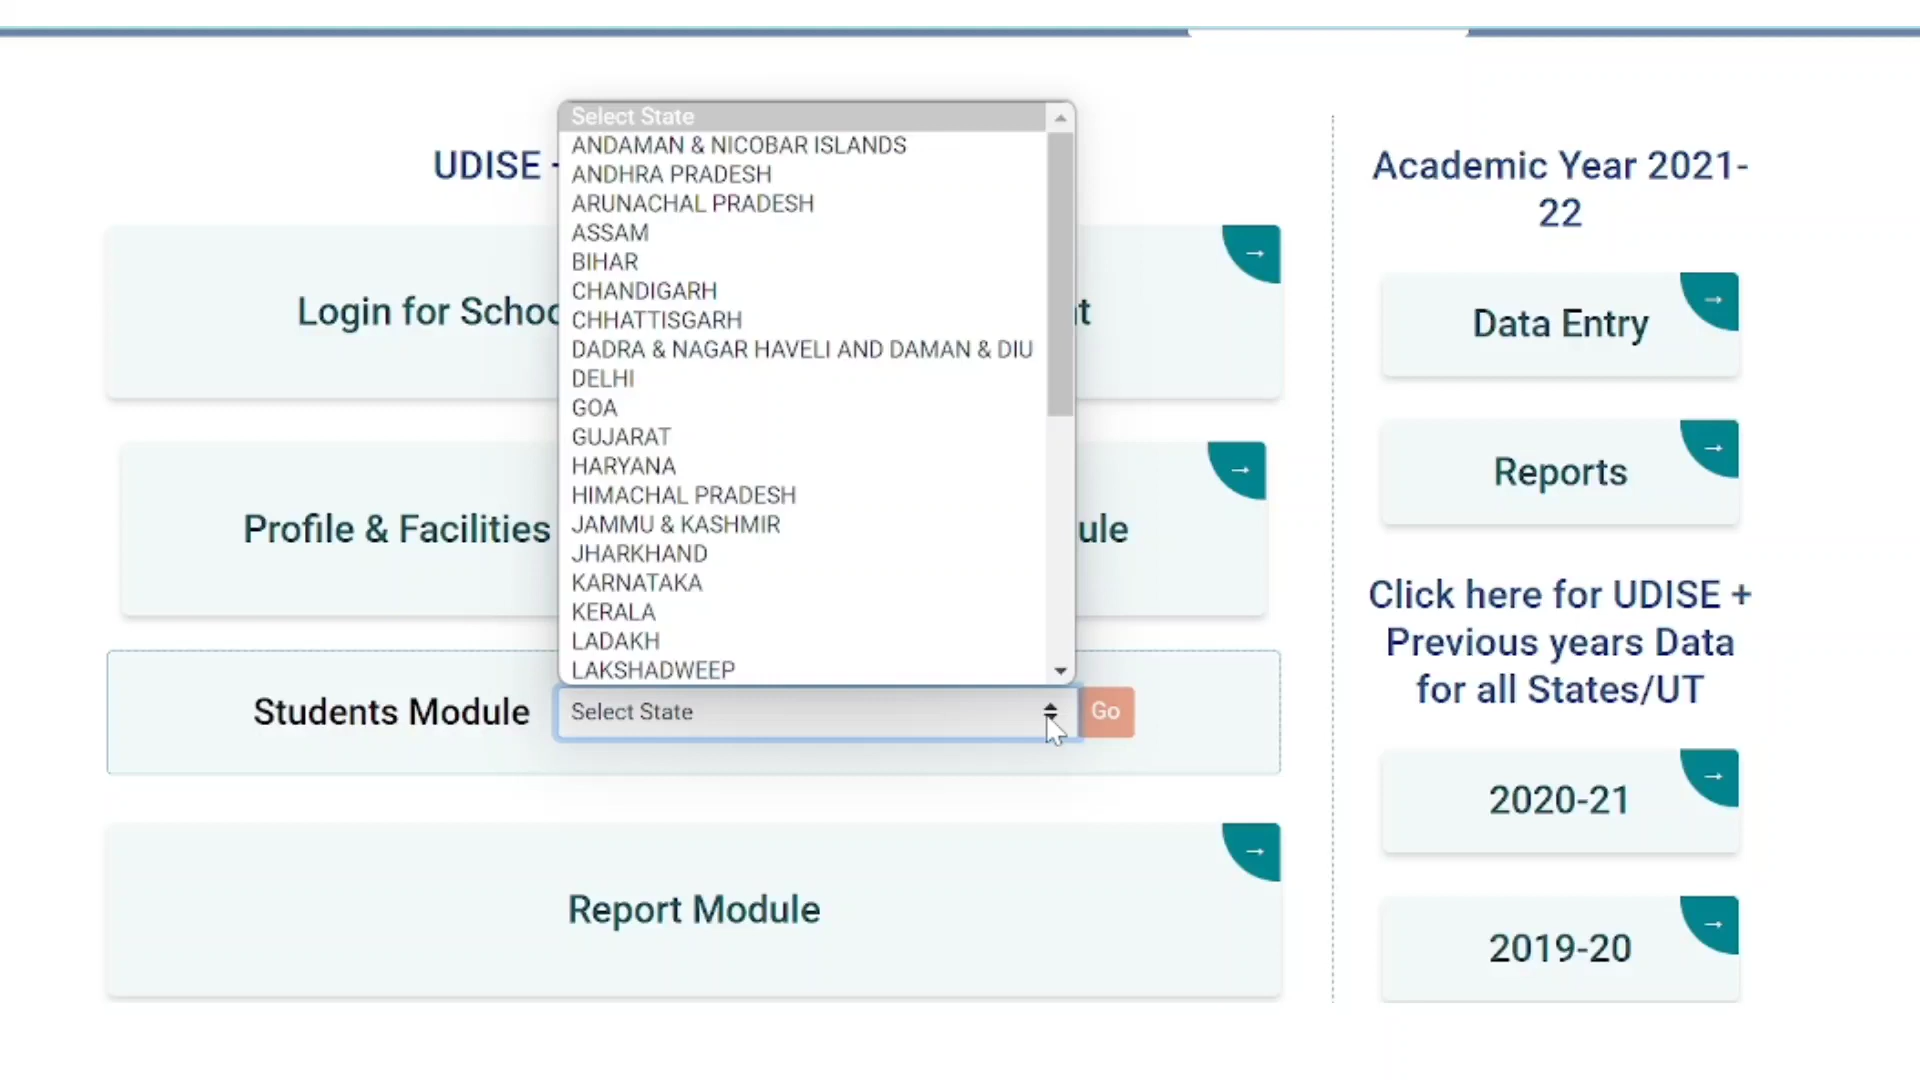 Select State
ANDAMAN & NICOBAR ISLANDS
ANDHRA PRADESH
ARUNACHAL PRADESH
ASSAM
BIHAR
CHANDIGARH
CHHATTISGARH
DADRA & NAGAR HAVELI AND DAMAN & DIU
DELHI
GOA
GUJARAT
HARYANA
HIMACHAL PRADESH
JAMMU & KASHMIR
JHARKHAND
KARNATAKA
KERALA
LADAKH
LAKSHADWEEP
UDISE
Login for
Profile & Facilities
Students Module
Select State
Go
Report Module
Academic Year 2021-
22
Data Entry
Reports
Click here for UDISE +
Previous years Data
for all States/UT
2020-21
2019-20